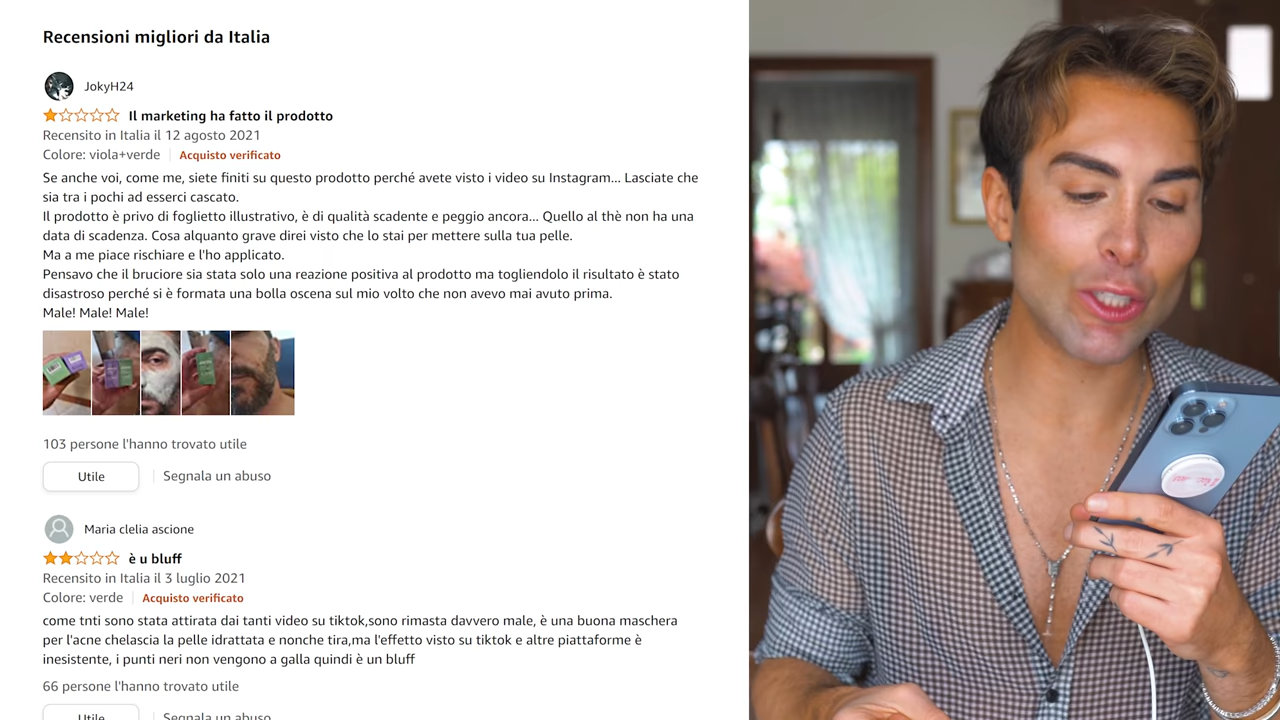 Recensioni migliori da Italia
JokyH24
Il marketing ha fatto il prodotto
Recensito in Italia il 12 agosto 2021
Colore: viola+verde | Acquisto verificato
Se anche voi, come me, siete finiti su questo prodotto perché avete visto i video su Instagram... Lasciate che
sia tra i pochi ad esserci cascato.
Il prodotto è privo di foglietto illustrativo, è di qualità scadente e peggio ancora... Quello al thè non ha una
data di scadenza. Cosa alquanto grave direi visto che lo stai per mettere sulla tua pelle.
Ma a me piace rischiare e l'ho applicato.
Pensavo che il bruciore sia stata solo una reazione positiva al prodotto ma togliendolo il risultato è stato
disastroso perché si è formata una bolla oscena sul mio volto che non avevo mai avuto prima.
Male! Male! Male!
103 persone l'hanno trovato utile
Utile | Segnala un abuso
Maria clelia ascione
è u bluff
Recensito in Italia il 3 luglio 2021
Colore: verde | Acquisto verificato
come tnti sono stata attirata dai tanti video su tiktok,sono rimasta davvero male, è una buona maschera
per l'acne chelascia la pelle idrattata e nonche tira,ma l'effetto visto su tiktok e altre piattaforme è
inesistente, i punti neri non vengono a galla quindi è un bluff
66 persone l'hanno trovato utile
Utile | Segnala un abuso